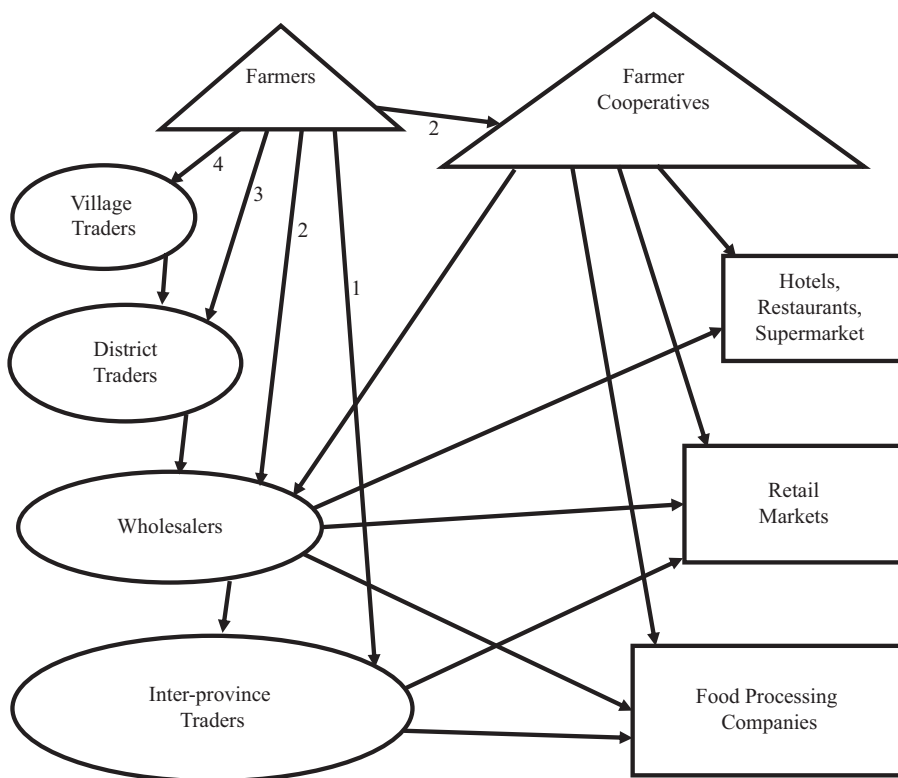 Farmers
Farmer
Cooperatives
2
4
3
2
1
Village
Traders
District
Traders
Wholesalers
Inter-province
Traders
Hotels,
Restaurants,
Supermarket
Retail
Markets
Food Processing
Companies